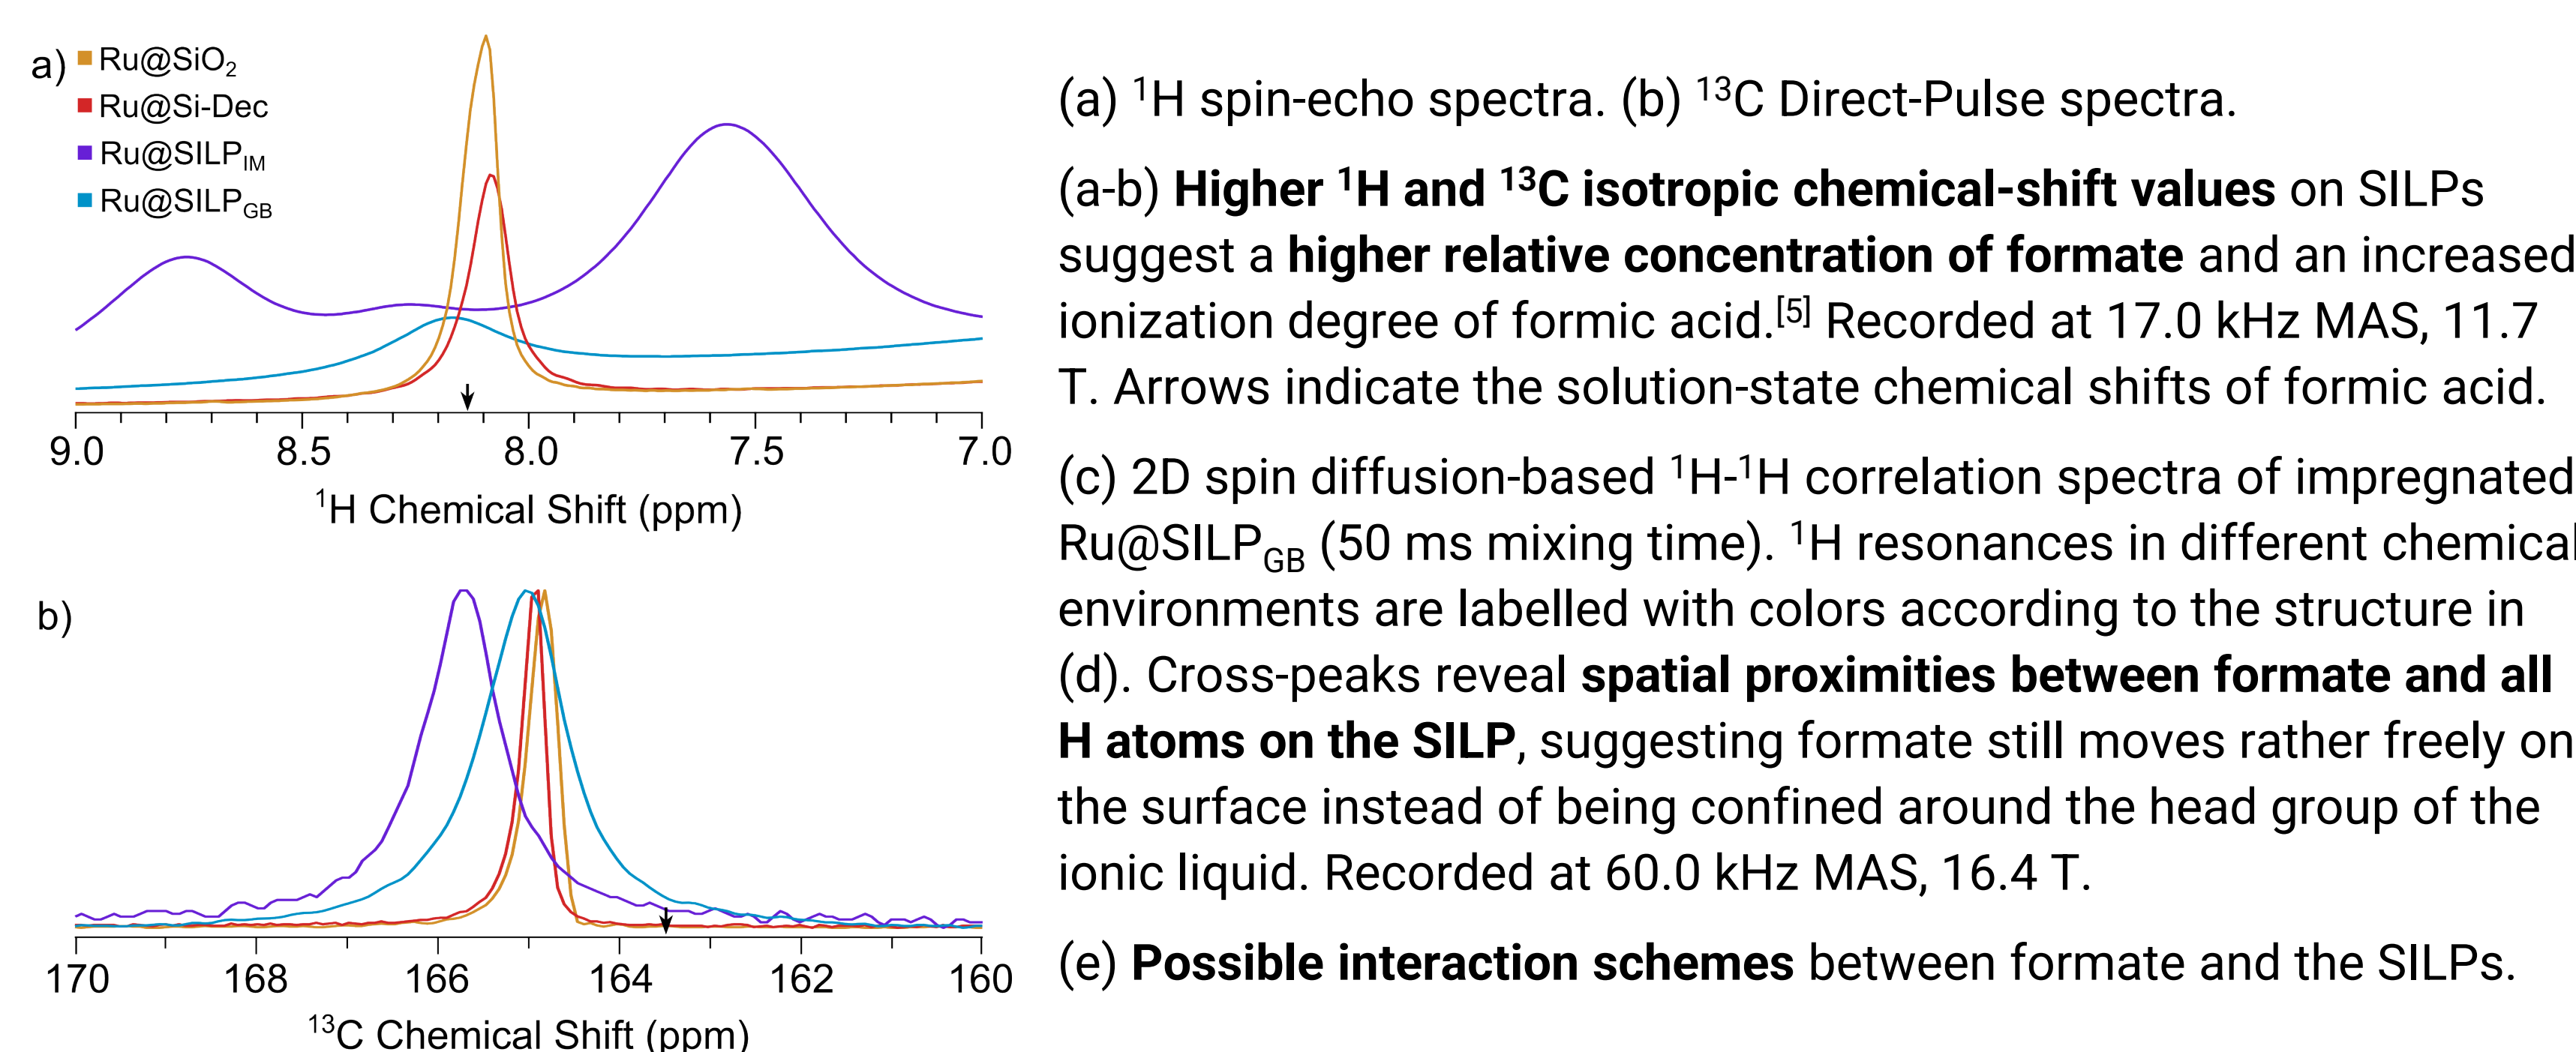 a)
Ru@SiO₂
Ru@Si-Dec
Ru@SILP_IM
Ru@SILP_GB
9.0 8.5 8.0 7.5 7.0
¹H Chemical Shift (ppm)
b)
170 168 166 164 162 160
¹³C Chemical Shift (ppm)
(a) ¹H spin-echo spectra. (b) ¹³C Direct-Pulse spectra.
(a-b) Higher ¹H and ¹³C isotropic chemical-shift values on SILPs
suggest a higher relative concentration of formate and an increased
ionization degree of formic acid.[5] Recorded at 17.0 kHz MAS, 11.7
T. Arrows indicate the solution-state chemical shifts of formic acid.
(c) 2D spin diffusion-based ¹H-¹H correlation spectra of impregnated
Ru@SILP_GB (50 ms mixing time). ¹H resonances in different chemical
environments are labelled with colors according to the structure in
(d). Cross-peaks reveal spatial proximities between formate and all
H atoms on the SILP, suggesting formate still moves rather freely on
the surface instead of being confined around the head group of the
ionic liquid. Recorded at 60.0 kHz MAS, 16.4 T.
(e) Possible interaction schemes between formate and the SILPs.